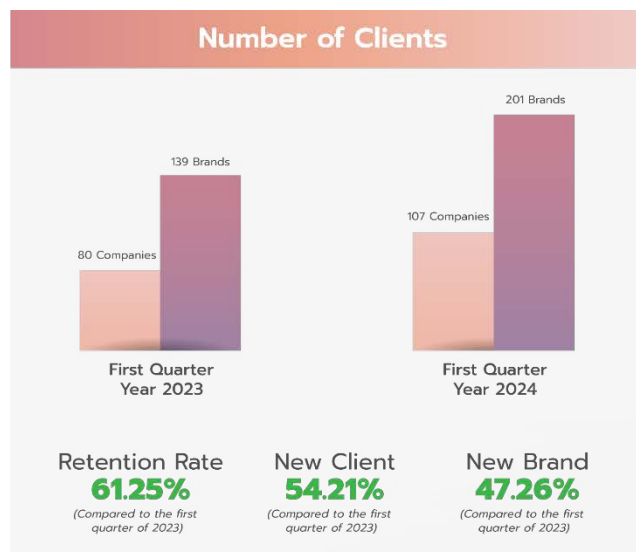 Number of Clients
201 Brands
139 Brands
107 Companies
80 Companies
First Quarter
Year 2023
First Quarter
Year 2024
Retention Rate
61.25%
(Compared to the first
quarter of 2023)
New Client
54.21%
(Compared to the first
quarter of 2023)
New Brand
47.26%
(Compared to the first
quarter of 2023)